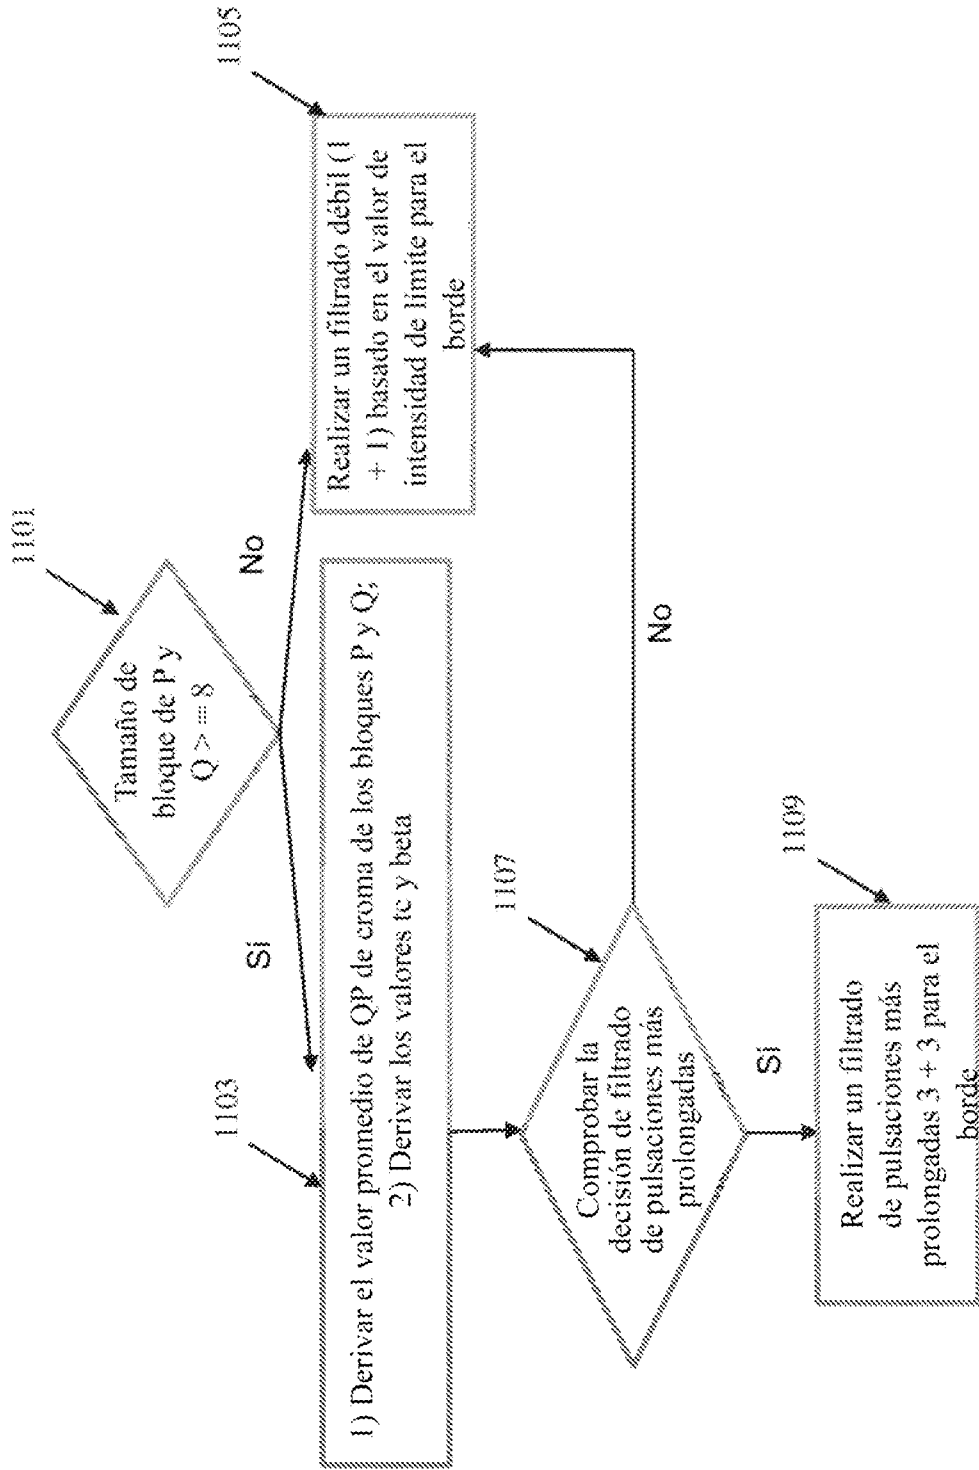 1101
Tamaño de
bloque de P y
Q > = 8
Sí
No
1103
1) Derivar el valor promedio de QP de croma de los bloques P y Q;
2) Derivar los valores tc y beta
1105
Realizar un filtrado débil (1
+ 1) basado en el valor de
intensidad de límite para el
borde
1107
Comprobar la
decisión de filtrado
de pulsaciones más
prolongadas
No
Sí
1109
Realizar un filtrado
de pulsaciones más
prolongadas 3 + 3 para el
borde